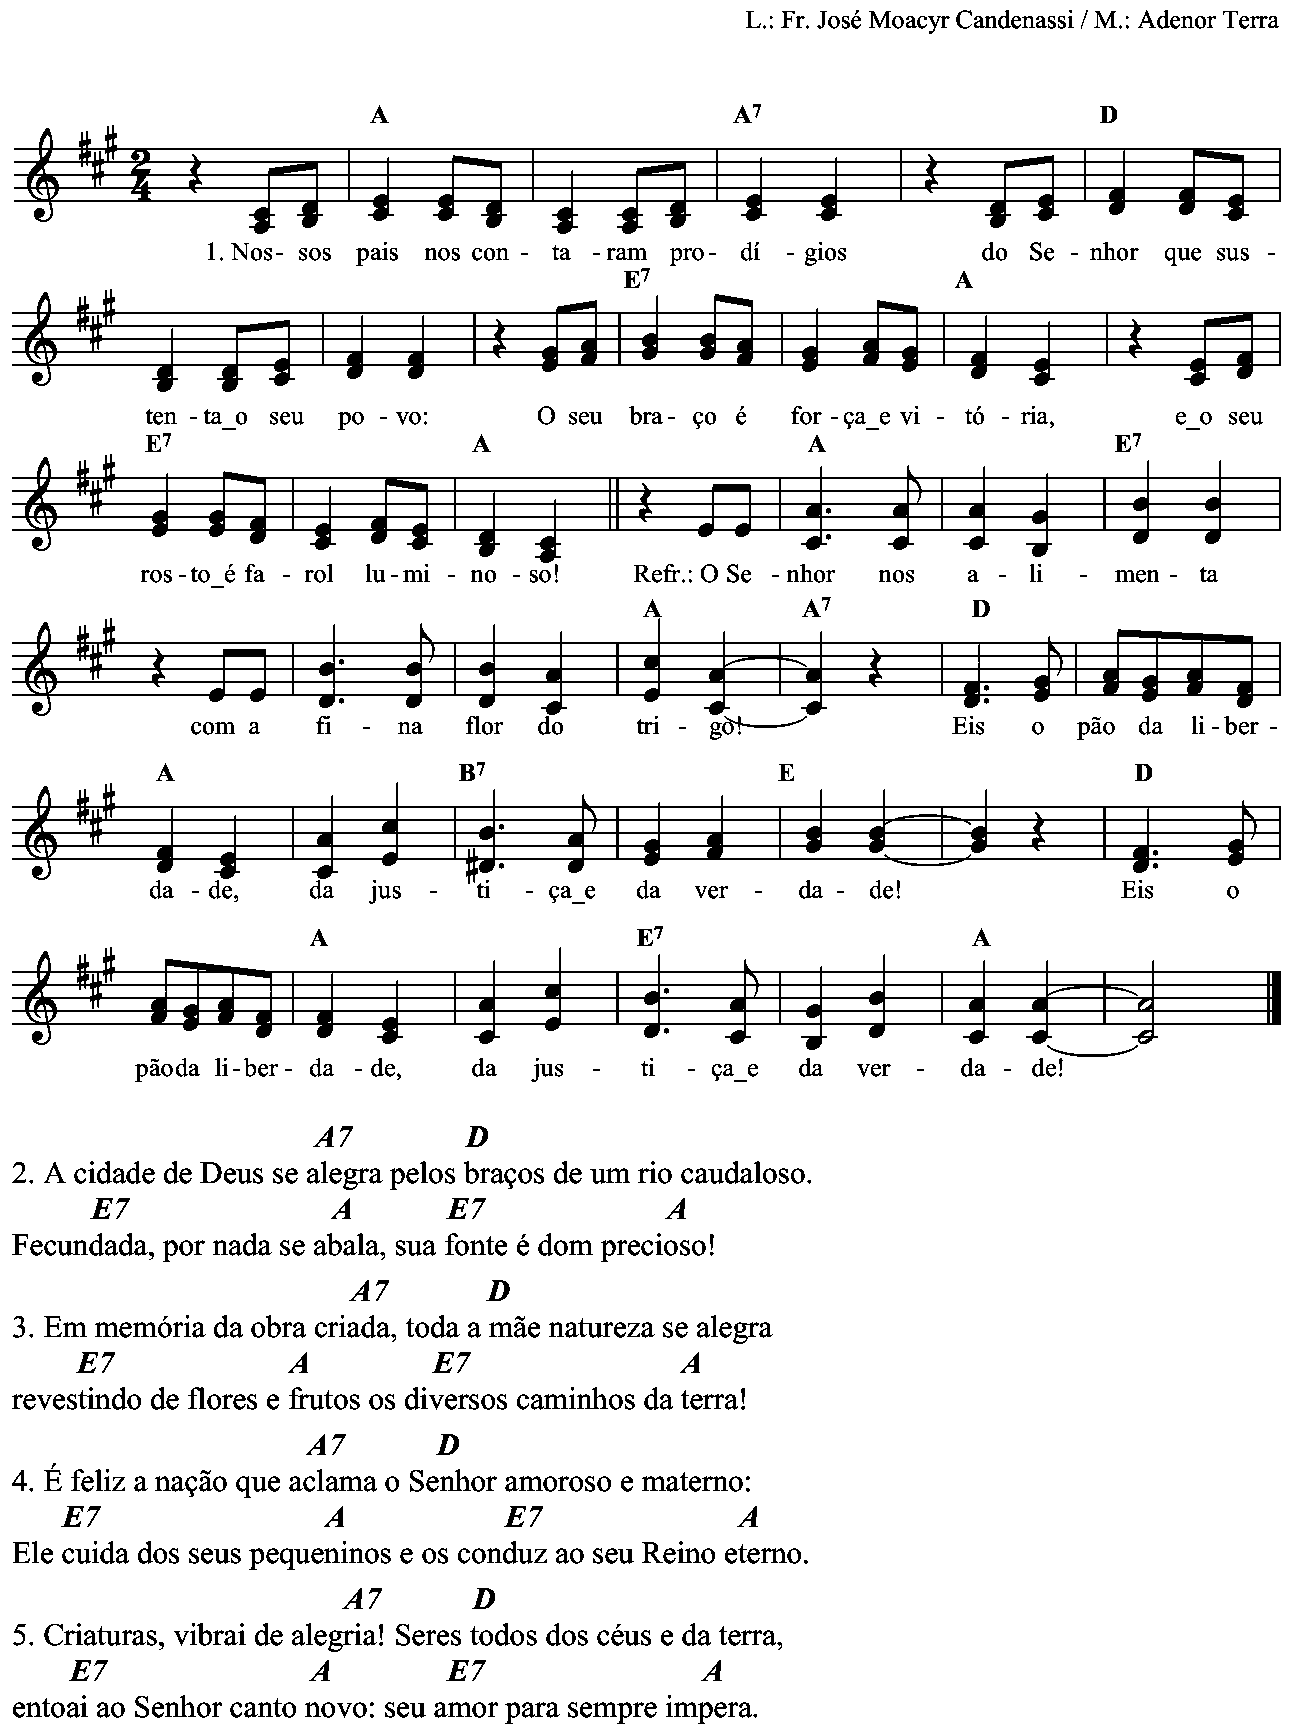 L.: Fr. José Moacyr Candenassi / M.: Adenor Terra
A A7 D
2/4
1. Nos- sos pais nos con - ta - ram pro - dí - gios do Se - nhor que sus -
E7 A
ten - ta_o seu po - vo: O seu bra - ço é for - ça_e vi - tó - ria, e_o seu
E7 A A E7
ros - to_é fa - rol lu - mi - no - so! Refr.: O Se - nhor nos a - li - men - ta
A A7 D
com a fi - na flor do tri - go! Eis o pão da li - ber -
A B7 E D
da - de, da jus - ti - ça_e da ver - da - de! Eis o
A E7 A
pãoda li - ber - da - de, da jus - ti - ça_e da ver - da - de!
A7 D
2. A cidade de Deus se alegra pelos braços de um rio caudaloso.
E7 A E7 A
Fecundada, por nada se abala, sua fonte é dom precioso!
A7 D
3. Em memória da obra criada, toda a mãe natureza se alegra
E7 A E7 A
revestindo de flores e frutos os diversos caminhos da terra!
A7 D
4. É feliz a nação que aclama o Senhor amoroso e materno:
E7 A E7 A
Ele cuida dos seus pequeninos e os conduz ao seu Reino eterno.
A7 D
5. Criaturas, vibrai de alegria! Seres todos dos céus e da terra,
E7 A E7 A
entoai ao Senhor canto novo: seu amor para sempre impera.